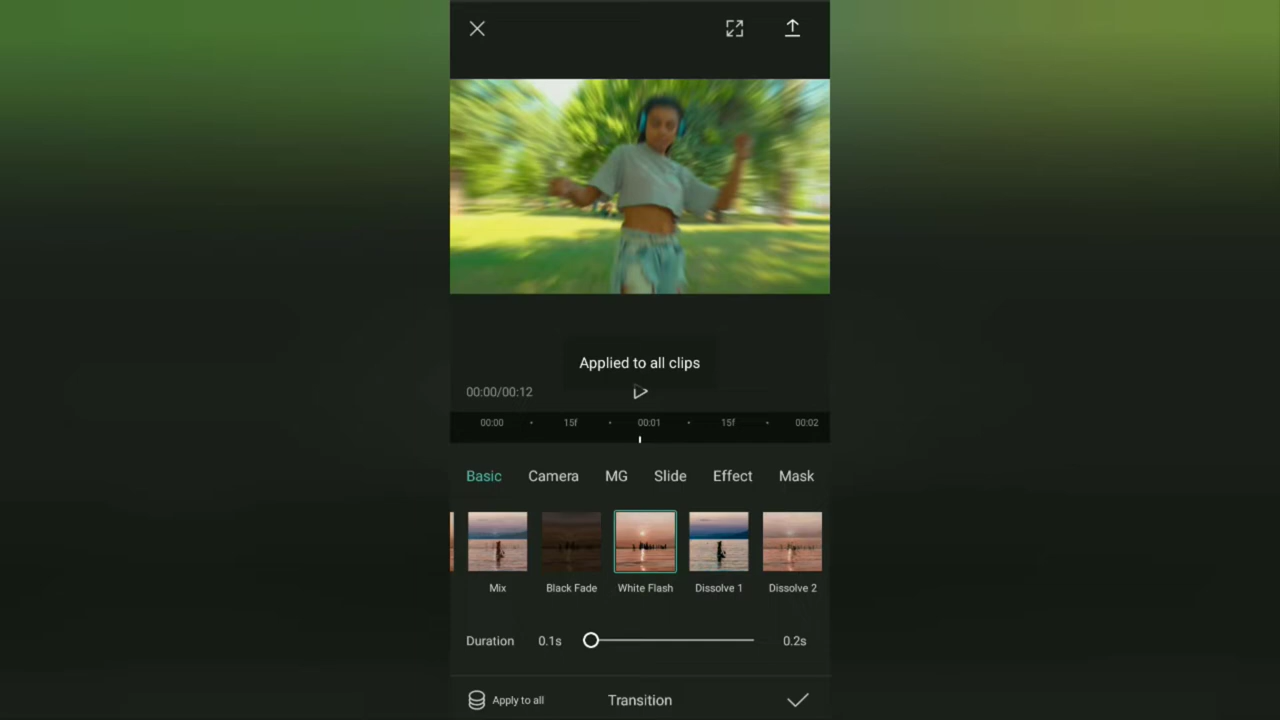 Applied to all clips
00:00/00:12
00:00 15f 00:01 15f 00:02
Basic Camera MG Slide Effect Mask
Mix Black Fade White Flash Dissolve 1 Dissolve 2
Duration 0.1s 0.2s
Apply to all Transition